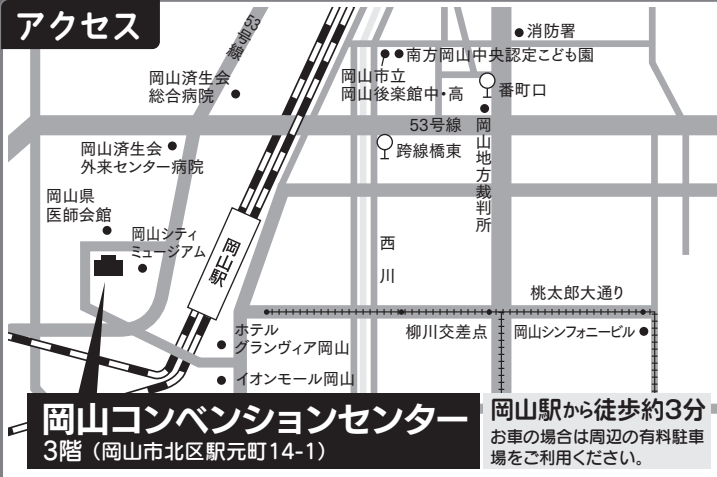 アクセス
53号線
消防署
南方岡山中央認定こども園
岡山済生会
総合病院
岡山市立
岡山後楽館中・高
番町口
53号線
岡山地方裁判所
岡山済生会
外来センター病院
跨線橋東
岡山県
医師会館
岡山シティ
ミュージアム
岡山駅
西川
桃太郎大通り
ホテル
グランヴィア岡山
柳川交差点
岡山シンフォニービル
イオンモール岡山
岡山コンベンションセンター
3階（岡山市北区駅元町14-1）
岡山駅から徒歩約3分
お車の場合は周辺の有料駐車
場をご利用ください。